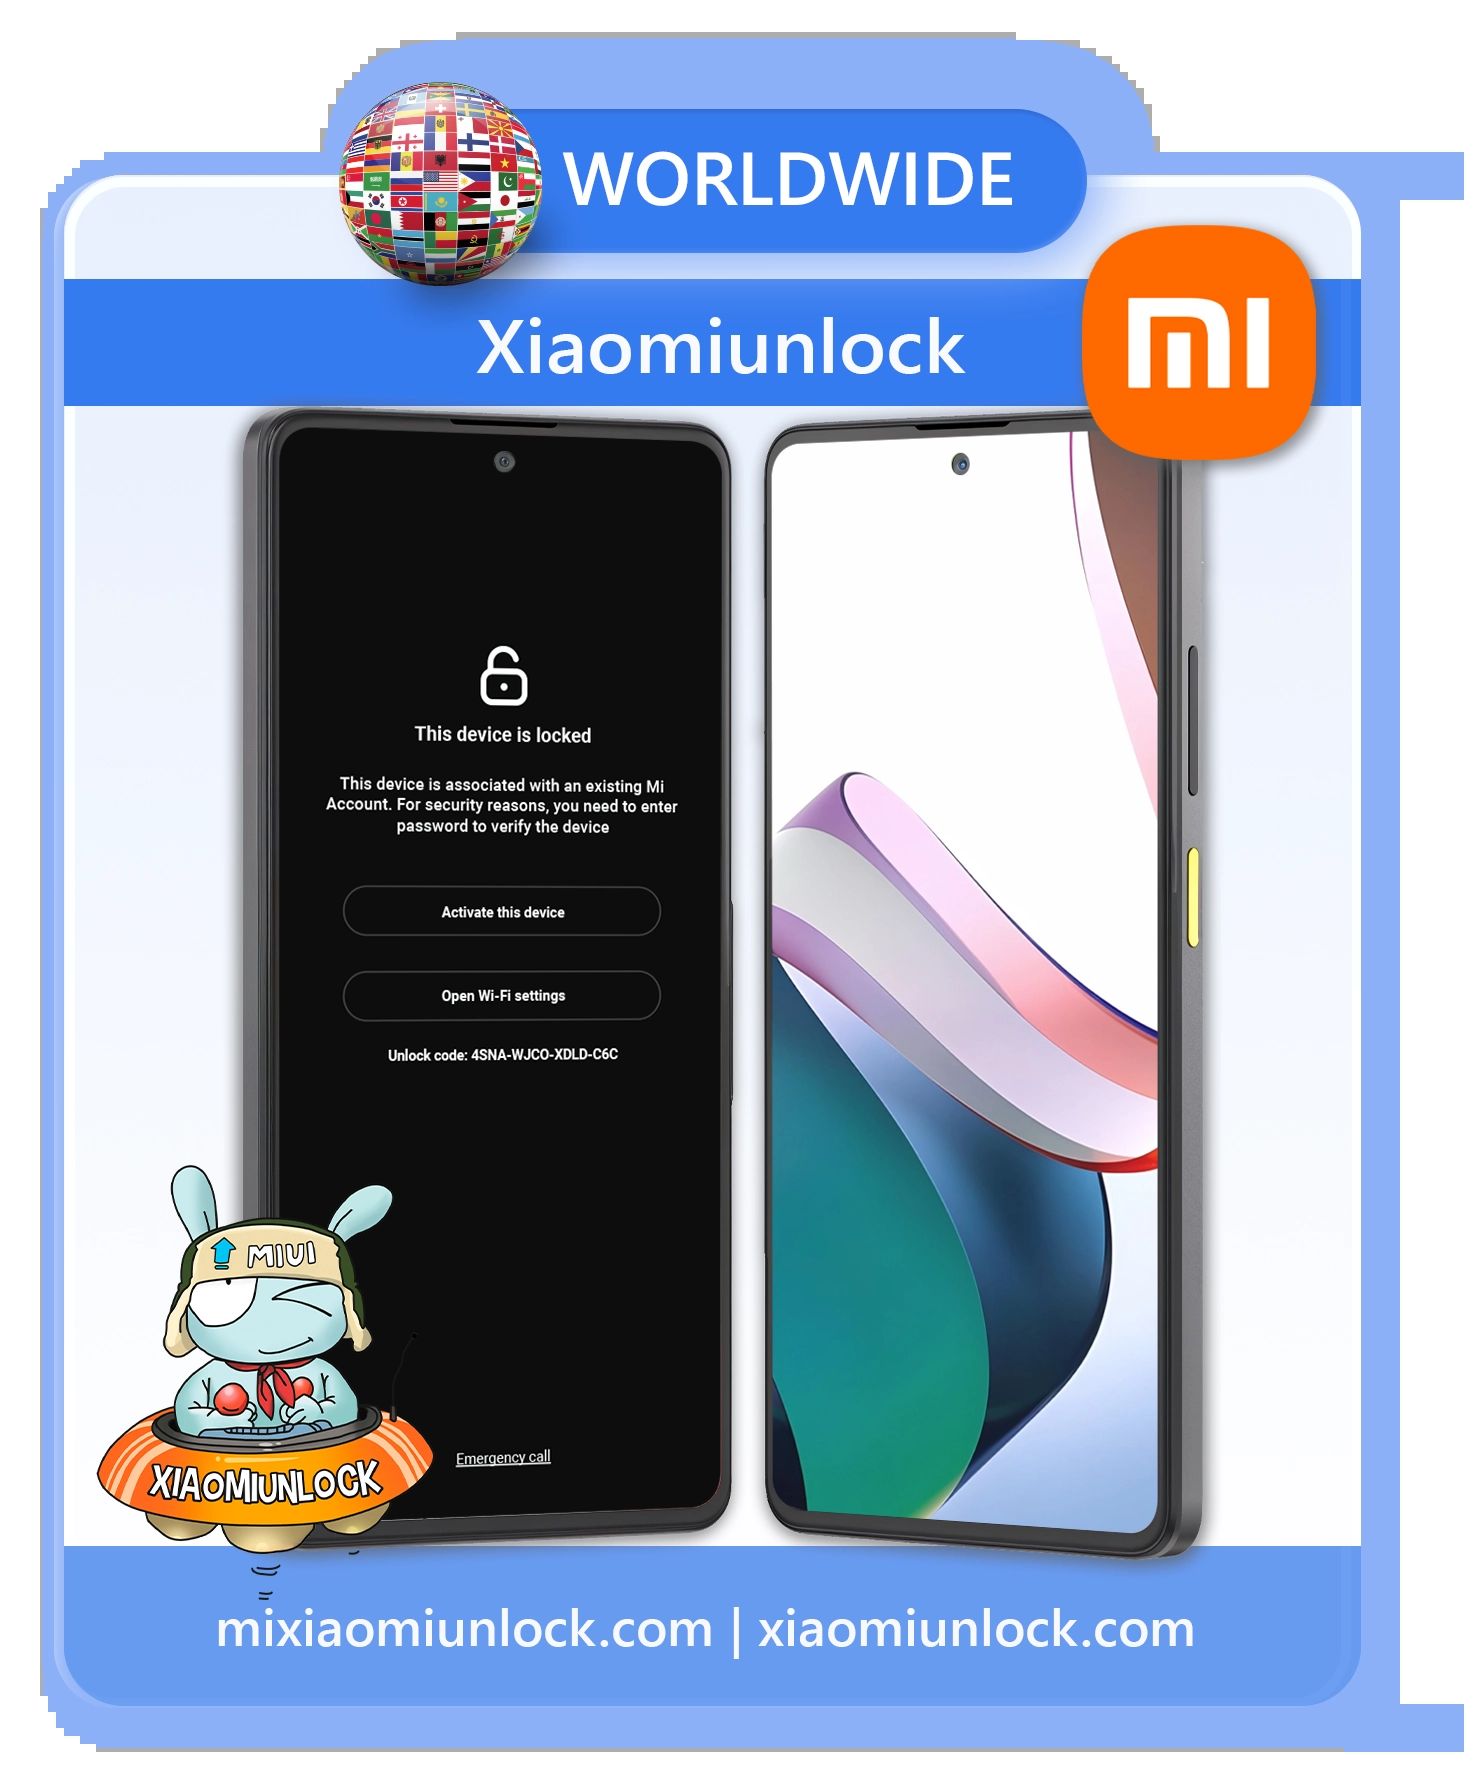 WORLDWIDE
Xiaomiunlock
mi
This device is locked
This device is associated with an existing Mi
Account. For security reasons, you need to enter
password to verify the device
Activate this device
Open Wi-Fi settings
Unlock code: 4SNA-WJCO-XDLD-C6C
MIUI
XIAOMIUNLOCK
Emergency call
mixiaomiunlock.com | xiaomiunlock.com